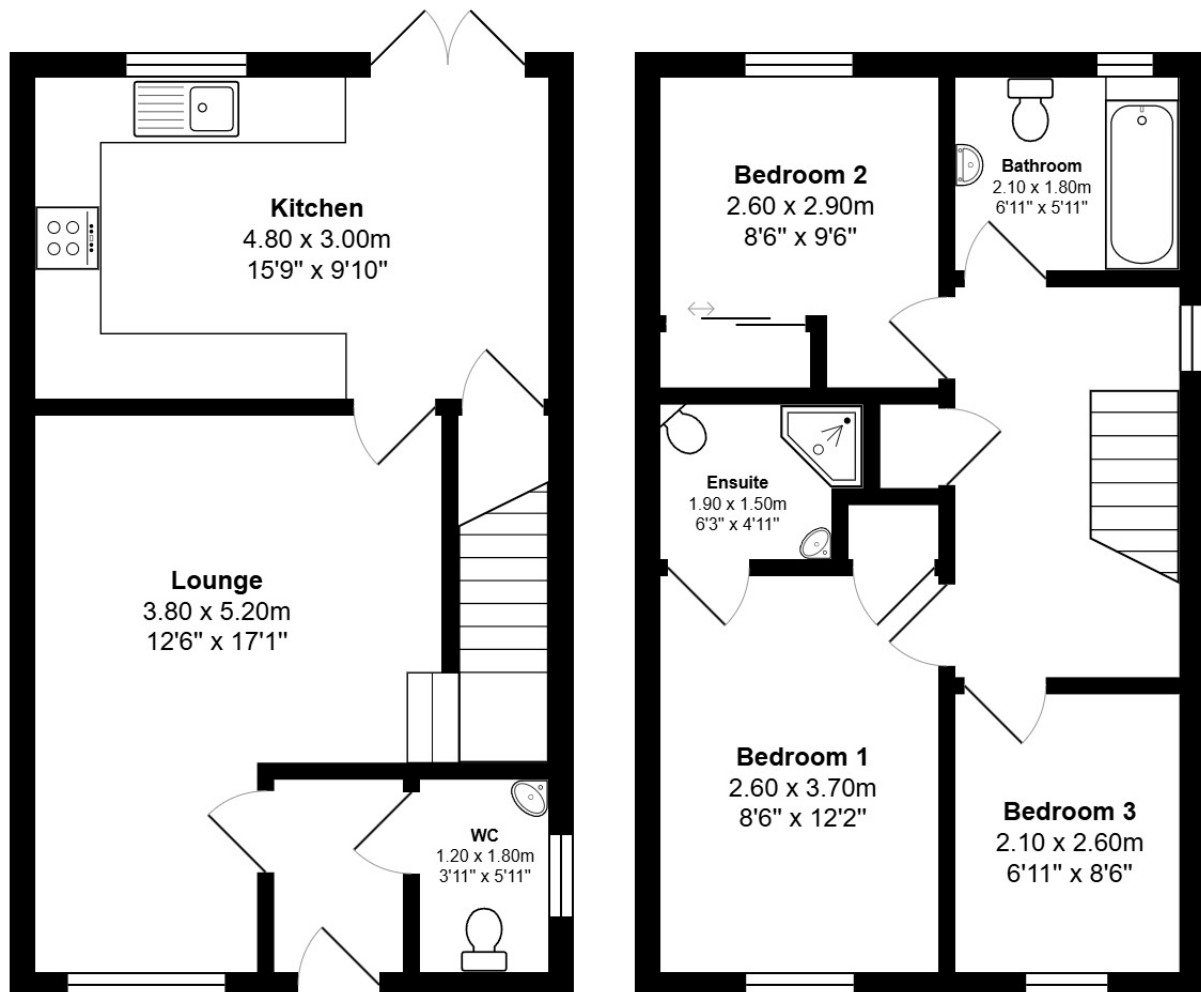 Kitchen
4.80 x 3.00m
15'9" x 9'10"
Lounge
3.80 x 5.20m
12'6" x 17'1"
WC
1.20 x 1.80m
3'11" x 5'11"
Bedroom 2
2.60 x 2.90m
8'6" x 9'6"
Bathroom
2.10 x 1.80m
6'11" x 5'11"
Ensuite
1.90 x 1.50m
6'3" x 4'11"
Bedroom 1
2.60 x 3.70m
8'6" x 12'2"
Bedroom 3
2.10 x 2.60m
6'11" x 8'6"